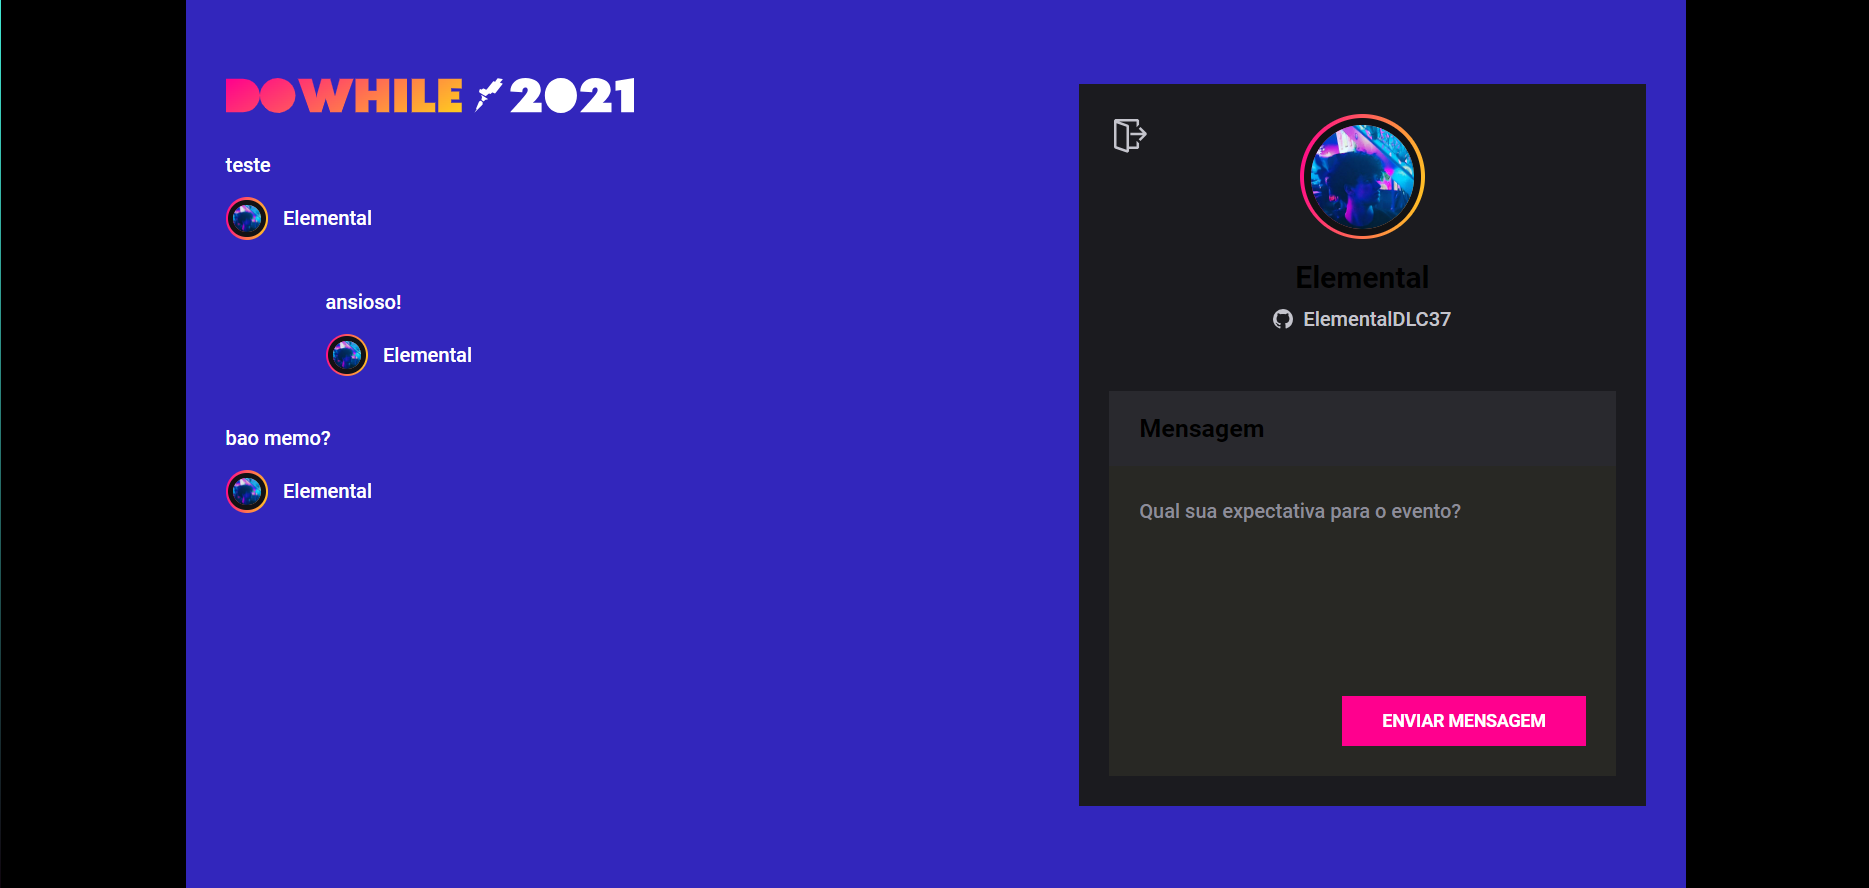 DOWHILE 2021
teste
Elemental
ansioso!
Elemental
bao memo?
Elemental
Elemental
ElementalDLC37
Mensagem
Qual sua expectativa para o evento?
ENVIAR MENSAGEM